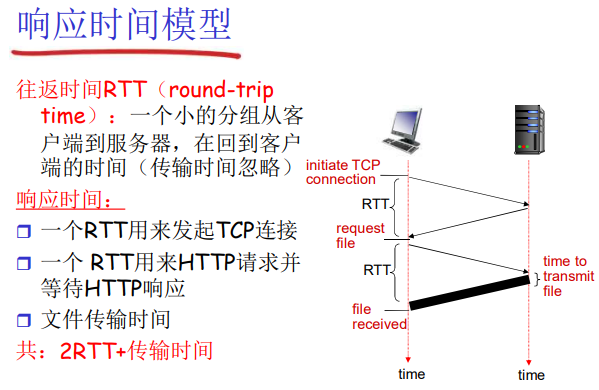 响应时间模型
往返时间RTT（round-trip
time）：一个小的分组从客
户端到服务器，在回到客户
端的时间（传输时间忽略）
响应时间：
一个RTT用来发起TCP连接
一个 RTT用来HTTP请求并
等待HTTP响应
文件传输时间
共：2RTT+传输时间
initiate TCP
connection
RTT
request
file
RTT
time to
transmit
file
file
received
time
time